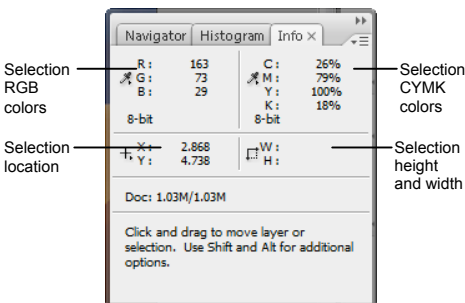 Navigator Histogram Info ×
Selection RGB colors
R: 163
G: 73
B: 29
8-bit
C: 26%
M: 79%
Y: 100%
K: 18%
8-bit
Selection CYMK colors
Selection location
X: 2.868
Y: 4.738
W:
H:
Selection height and width
Doc: 1.03M/1.03M
Click and drag to move layer or
selection. Use Shift and Alt for additional
options.